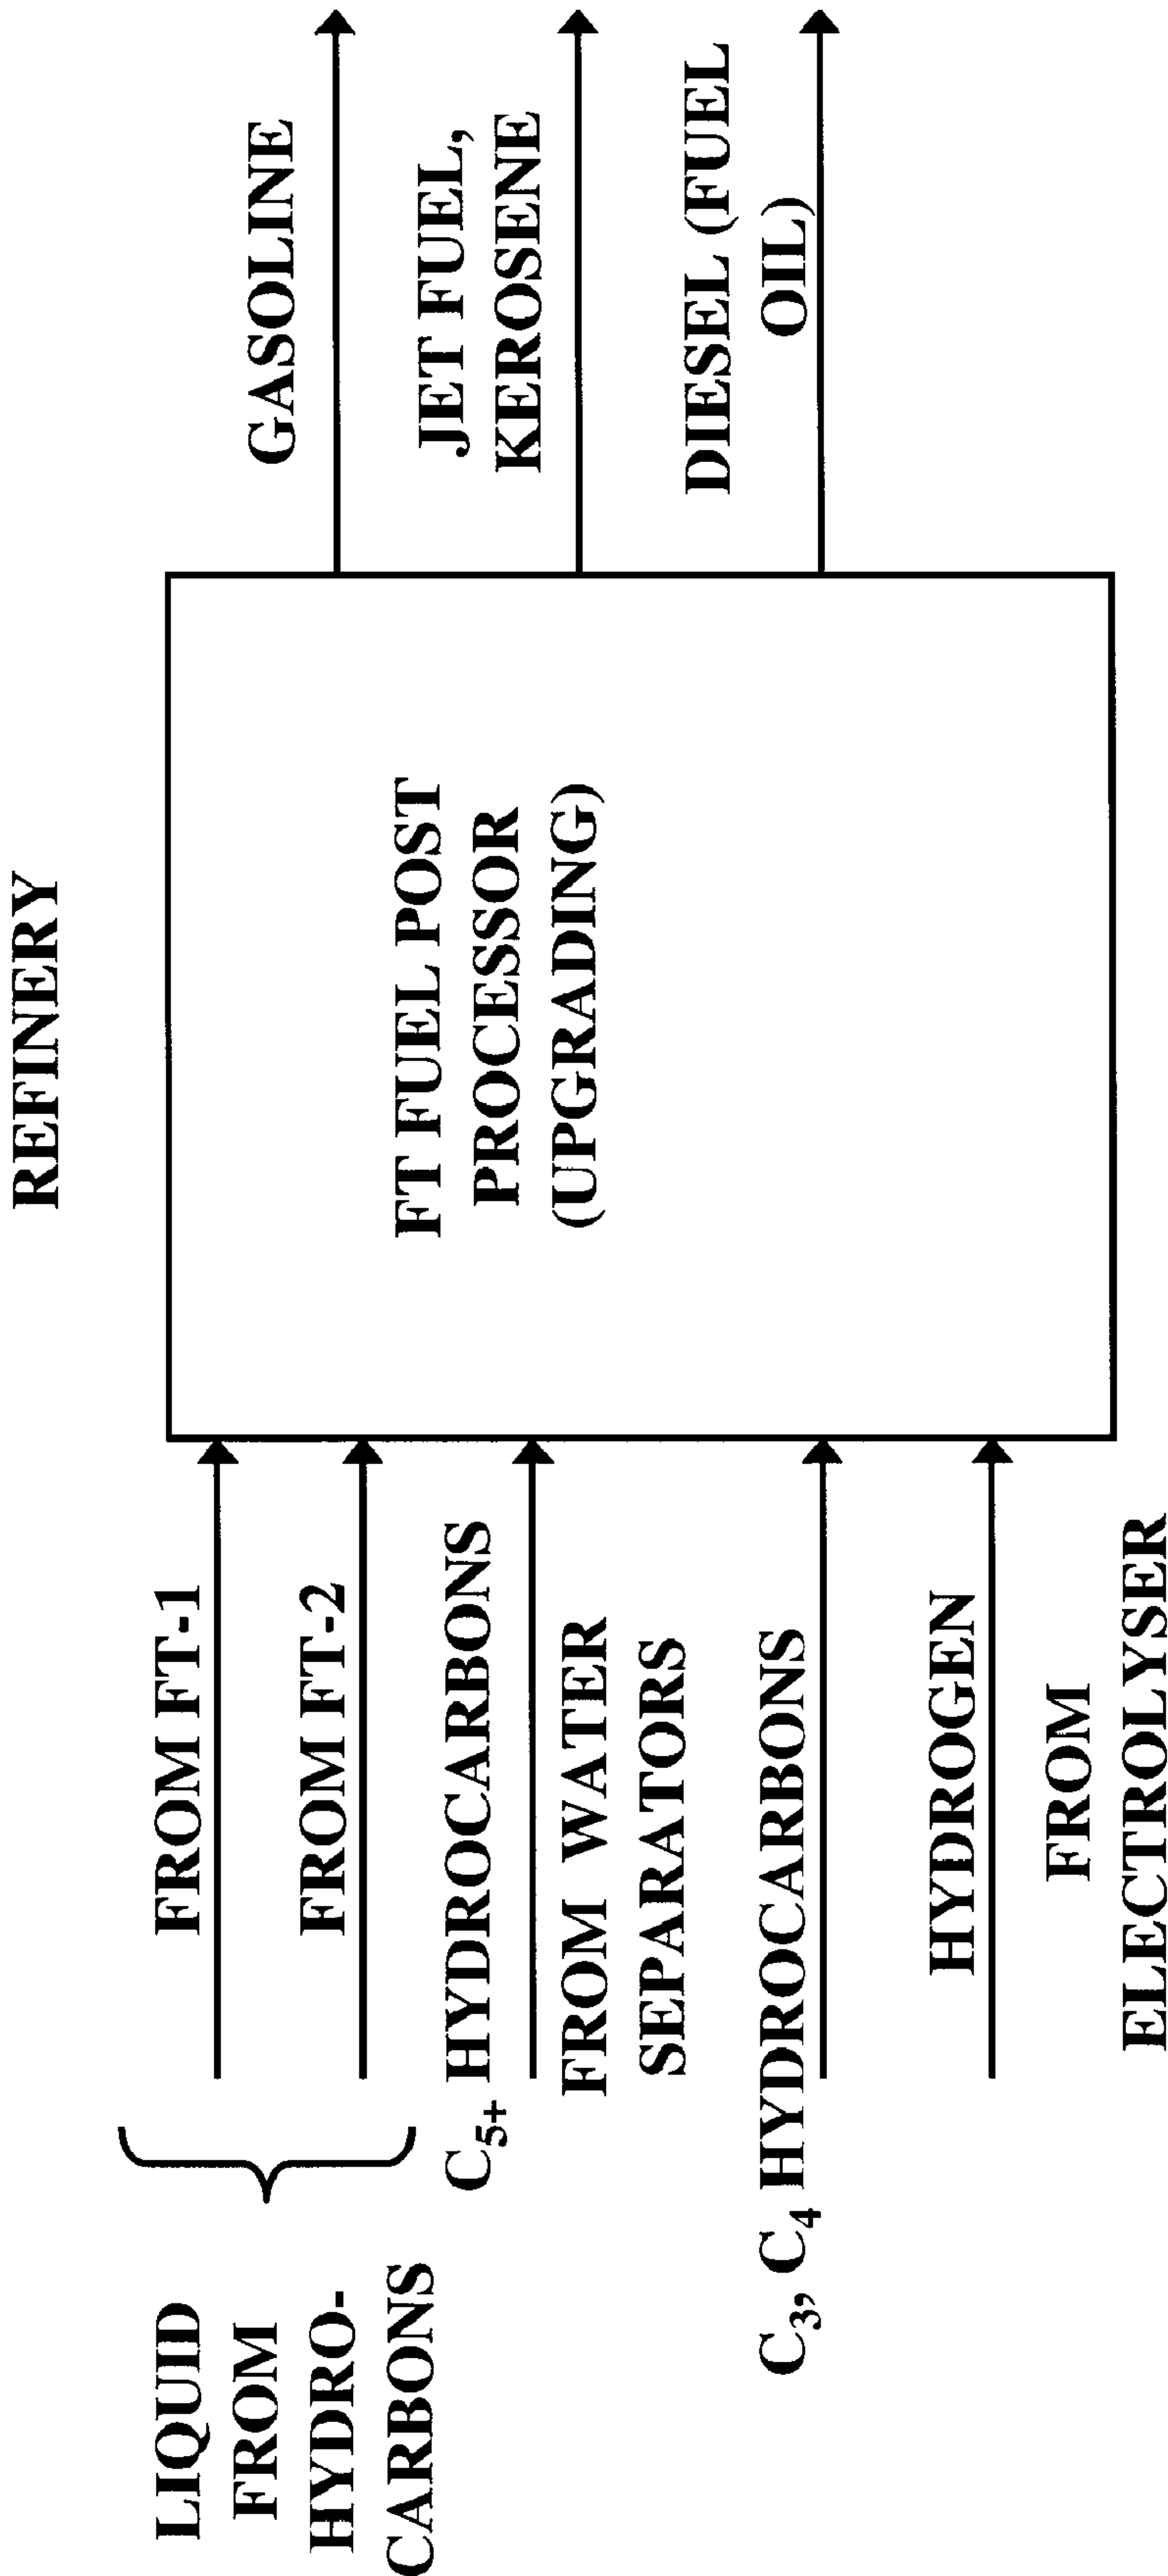 REFINERY
LIQUID
FROM
HYDRO-
CARBONS
FROM FT-1
FROM FT-2
C5+ HYDROCARBONS
FROM WATER
SEPARATORS
C3, C4 HYDROCARBONS
HYDROGEN
FROM
ELECTROLYSER
FT FUEL POST
PROCESSOR
(UPGRADING)
GASOLINE
JET FUEL,
KEROSENE
DIESEL (FUEL
OIL)